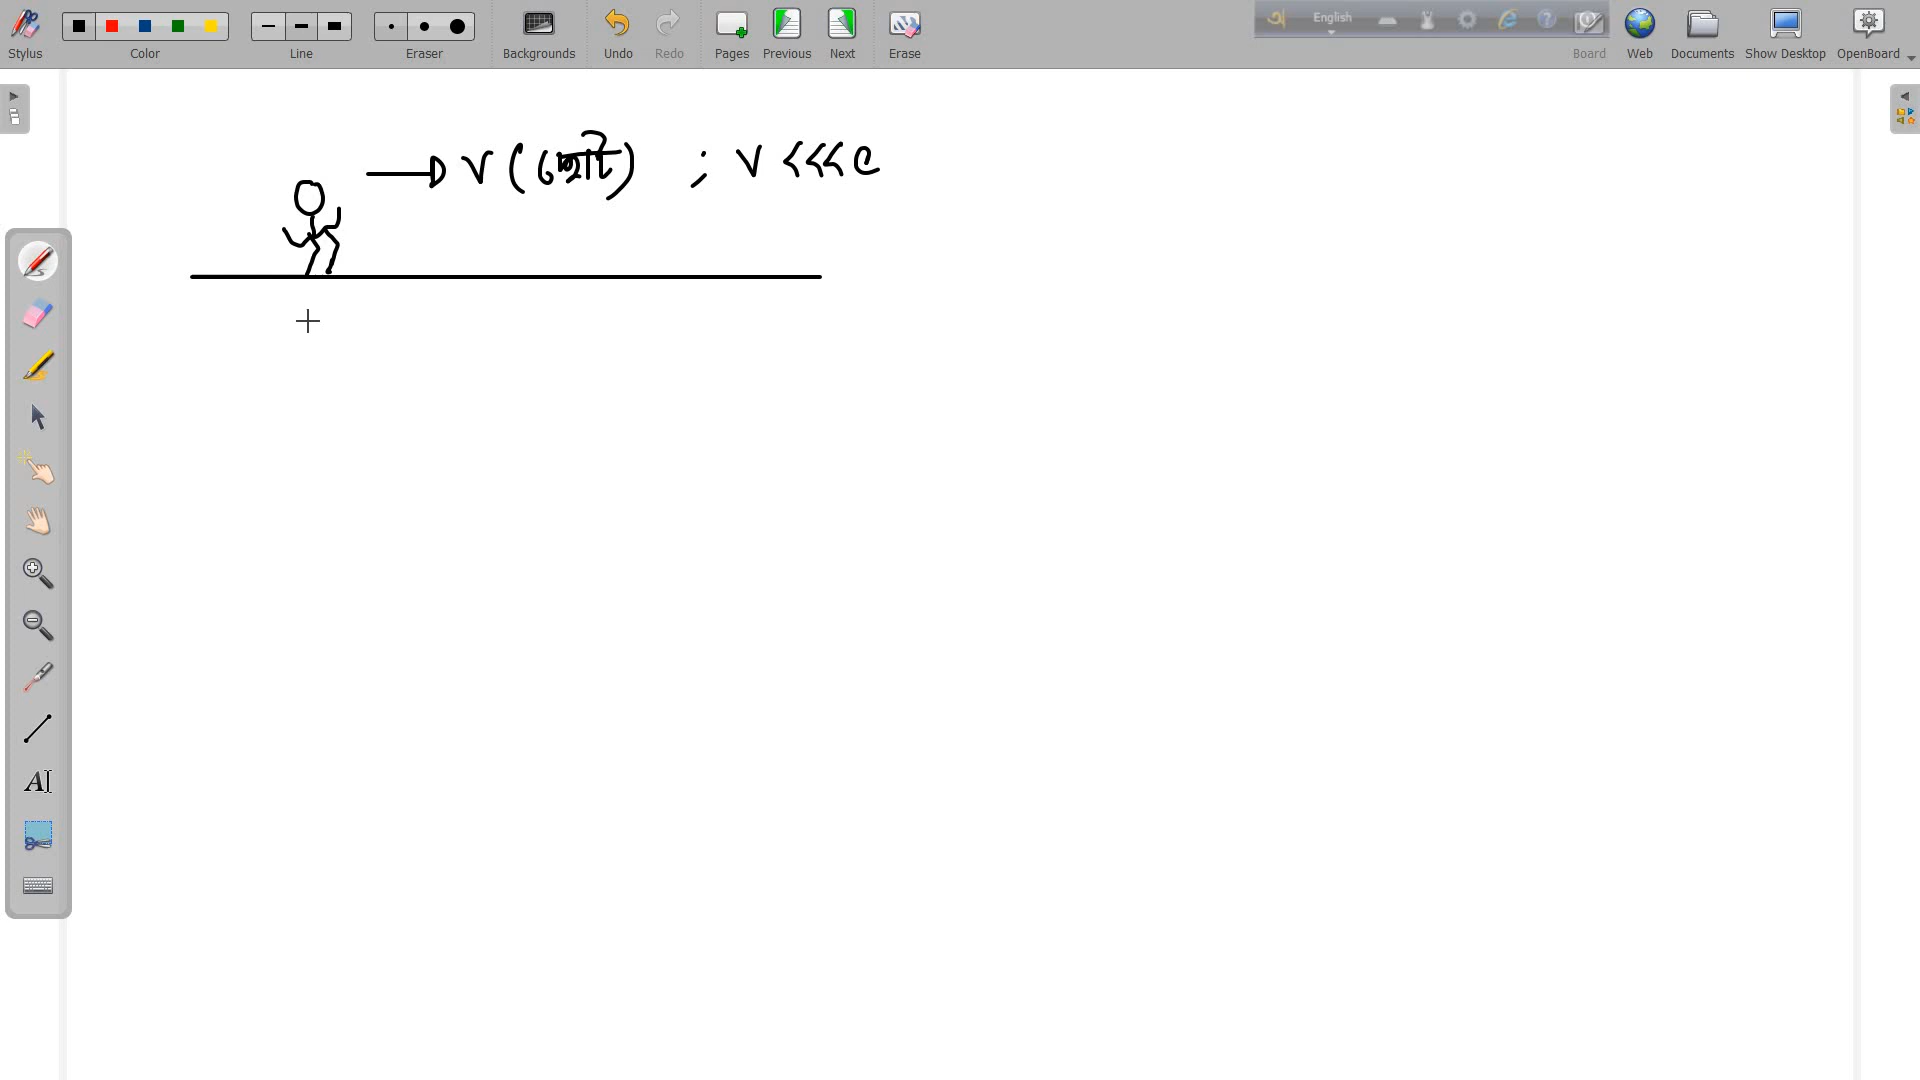 Stylus Color Line Eraser Backgrounds Undo Redo Pages Previous Next Erase English Board Web Documents Show Desktop OpenBoard
V ; V <<< C